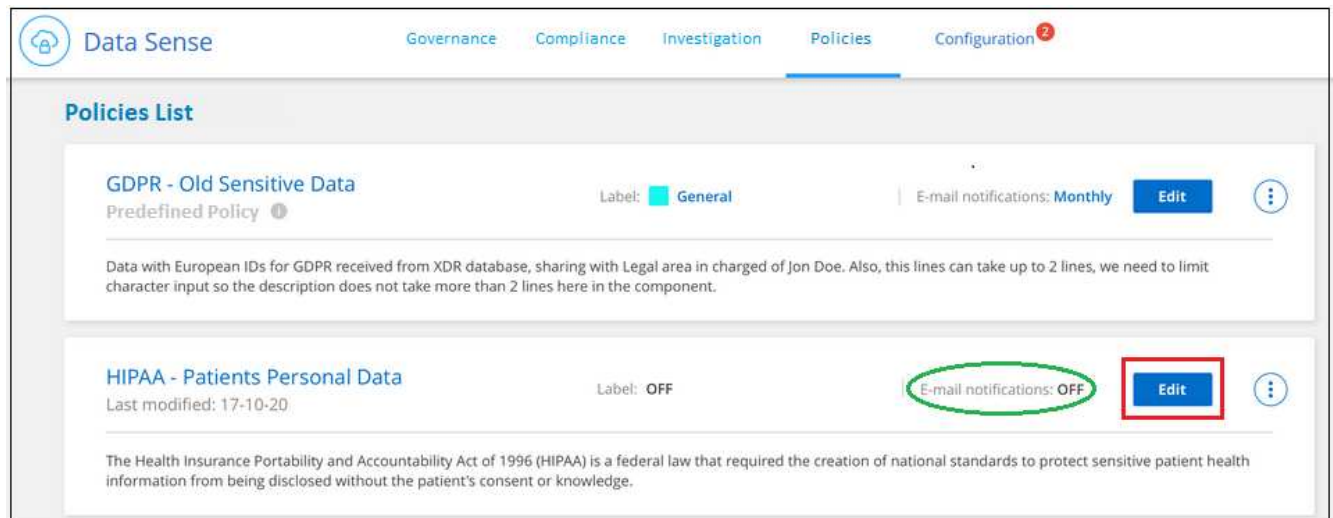 Data Sense
Governance Compliance Investigation Policies Configuration 2
Policies List
GDPR - Old Sensitive Data
Label: General
E-mail notifications: Monthly
Edit
Predefined Policy i
Data with European IDs for GDPR received from XDR database, sharing with Legal area in charged of Jon Doe. Also, this lines can take up to 2 lines, we need to limit
character input so the description does not take more than 2 lines here in the component.
HIPAA - Patients Personal Data
Label: OFF
E-mail notifications: OFF
Edit
Last modified: 17-10-20
The Health Insurance Portability and Accountability Act of 1996 (HIPAA) is a federal law that required the creation of national standards to protect sensitive patient health
information from being disclosed without the patient's consent or knowledge.